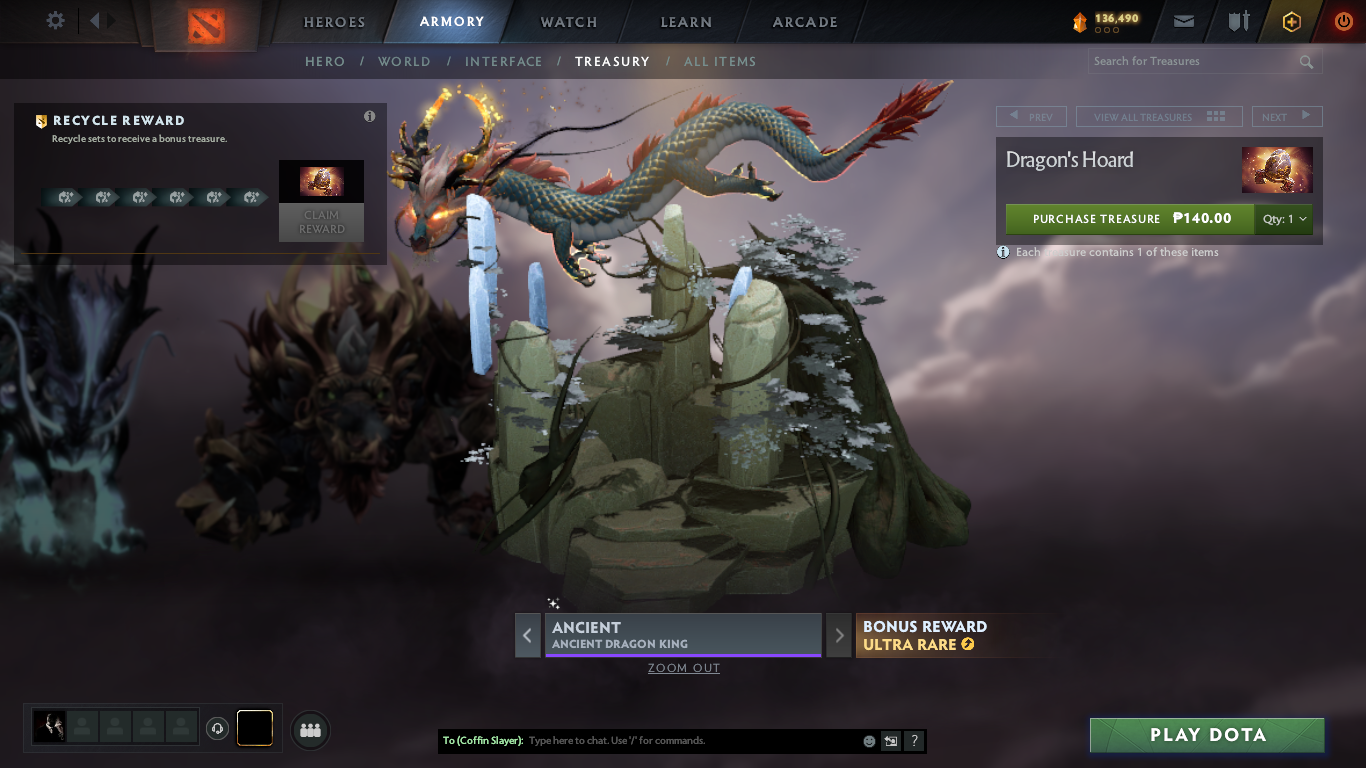 HEROES
ARMORY
WATCH
LEARN
ARCADE
136,490
HERO / WORLD / INTERFACE / TREASURY / ALL ITEMS
Search for Treasures
RECYCLE REWARD
Recycle sets to receive a bonus treasure.
CLAIM
REWARD
PREV
VIEW ALL TREASURES
NEXT
Dragon's Hoard
PURCHASE TREASURE ₱140.00
Qty: 1
Each treasure contains 1 of these items
ANCIENT
ANCIENT DRAGON KING
BONUS REWARD
ULTRA RARE
ZOOM OUT
To (Coffin Slayer): Type here to chat. Use '/' for commands.
?
PLAY DOTA